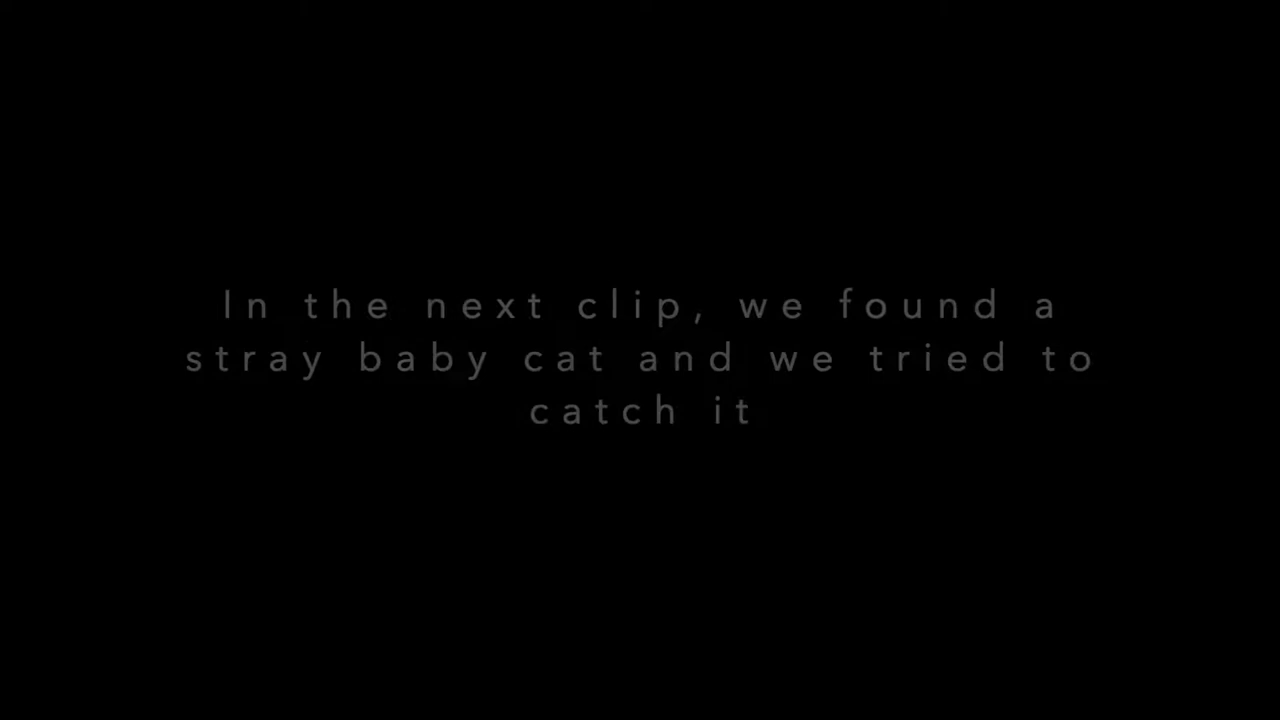 In the next clip, we found a
stray baby cat and we tried to
catch it